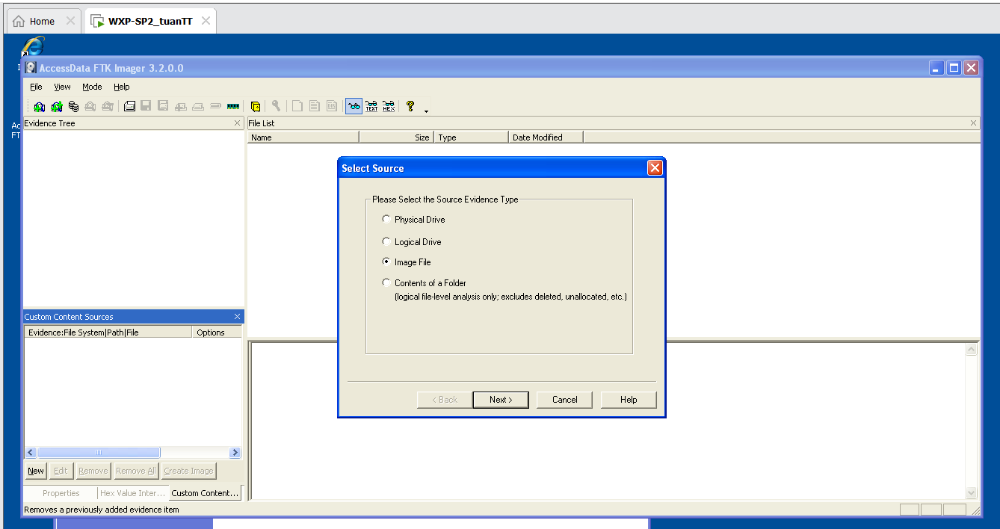 Home
WXP-SP2_tuanTT
AccessData FTK Imager 3.2.0.0
File View Mode Help
TEXT HEX
Evidence Tree
File List
Name Size Type Date Modified
Select Source
Please Select the Source Evidence Type
Physical Drive
Logical Drive
Image File
Contents of a Folder
(logical file-level analysis only; excludes deleted, unallocated, etc.)
< Back Next > Cancel Help
Custom Content Sources
Evidence:File System|Path|File Options
New Edit Remove Remove All Create Image
Properties Hex Value Inter... Custom Content...
Removes a previously added evidence item